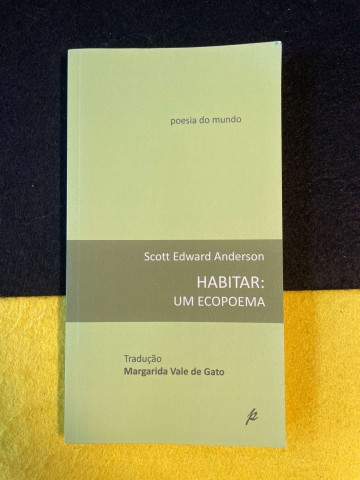 poesia do mundo
Scott Edward Anderson
HABITAR:
UM ECOPOEMA
Tradução
Margarida Vale de Gato